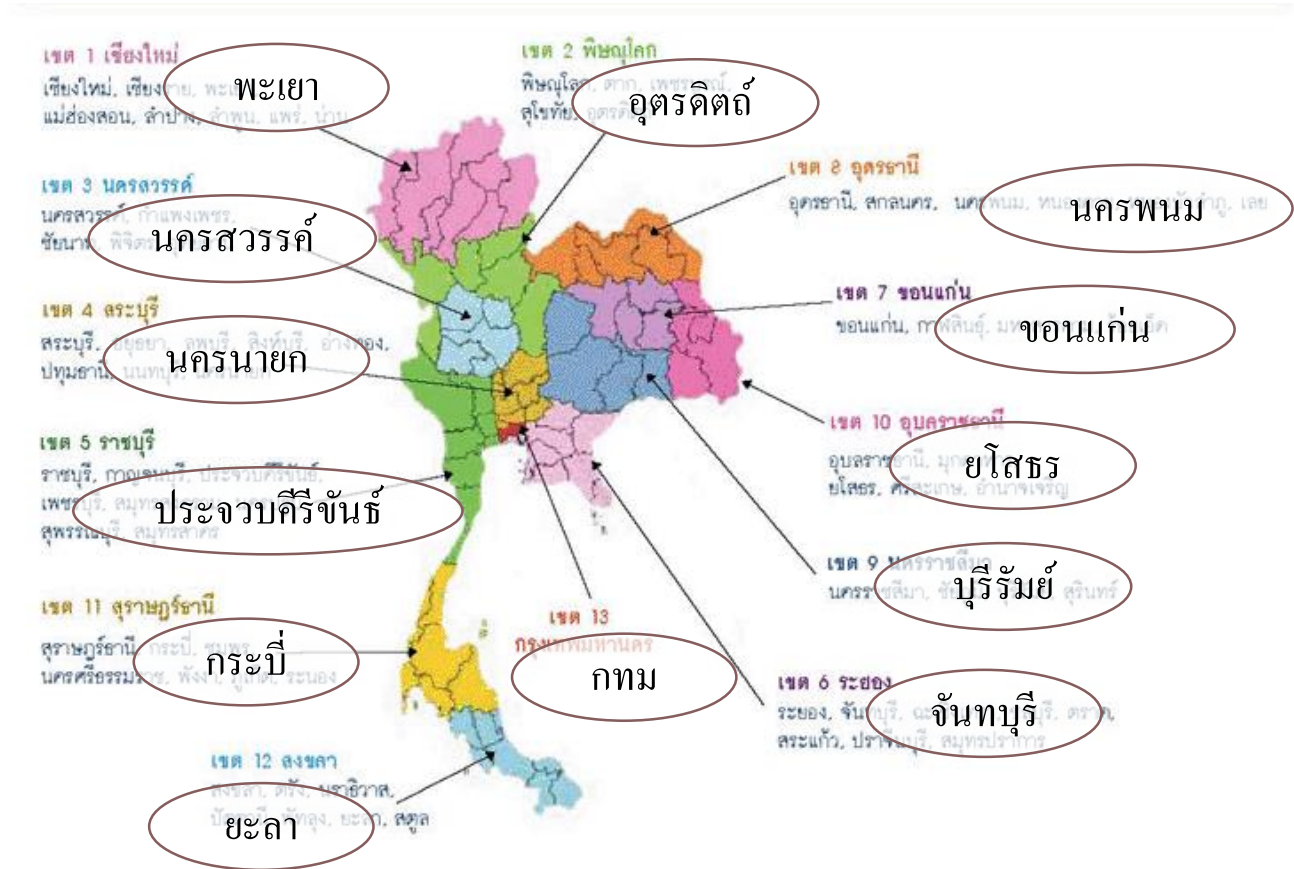 เขต 1 เชียงใหม่
เชียงใหม่, เชียงราย, พะเยา
แม่ฮ่องสอน, ลำปาง, ลำพูน, แพร่, น่าน
พะเยา
เขต 2 พิษณุโลก
พิษณุโลก, ตาก, เพชรบูรณ์,
สุโขทัย, อุตรดิตถ์
อุตรดิตถ์
เขต 3 นครสวรรค์
นครสวรรค์, กำแพงเพชร,
ชัยนาท, พิจิตร,
นครสวรรค์
เขต 8 อุดรธานี
อุดรธานี, สกลนคร, นครพนม, เลย
นครพนม
เขต 4 สระบุรี
สระบุรี, อยุธยา, ลพบุรี, สิงห์บุรี, อ่างทอง,
ปทุมธานี, นนทบุรี, นครนายก
นครนายก
เขต 7 ขอนแก่น
ขอนแก่น, กาฬสินธุ์,
ขอนแก่น
เขต 5 ราชบุรี
ราชบุรี, กาญจนบุรี, ประจวบคีรีขันธ์,
เพชรบุรี,
สุพรรณบุรี, สมุทรสาคร
ประจวบคีรีขันธ์
เขต 10 อุบลราชธานี
อุบลราชธานี,
ยโสธร, ศรีสะเกษ, อำนาจเจริญ
ยโสธร
เขต 9 นครราชสีมา
นครราชสีมา, สุรินทร์
บุรีรัมย์
เขต 11 สุราษฎร์ธานี
สุราษฎร์ธานี, กระบี่, ชุมพร,
นครศรีธรรมราช, พังงา, ภูเก็ต, ระนอง
กระบี่
เขต 13
กรุงเทพมหานคร
กทม
เขต 6 ระยอง
ระยอง, จันทบุรี, ตราด,
สระแก้ว, ปราจีนบุรี, สมุทรปราการ
จันทบุรี
เขต 12 สงขลา
สงขลา, ตรัง, นราธิวาส,
ปัตตานี, พัทลุง, ยะลา, สตูล
ยะลา